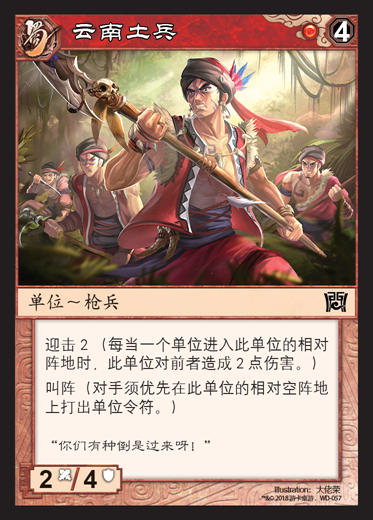 蜀
云南土兵
4
单位～枪兵
迎击2（每当一个单位进入此单位的相对
阵地时，此单位对前者造成2点伤害。）
叫阵（对手须优先在此单位的相对空阵地
上打出单位令符。）
“你们有种倒是过来呀！”
2/4
Illustration: 大佬荣
™&© 2018 游卡桌游. WD-057